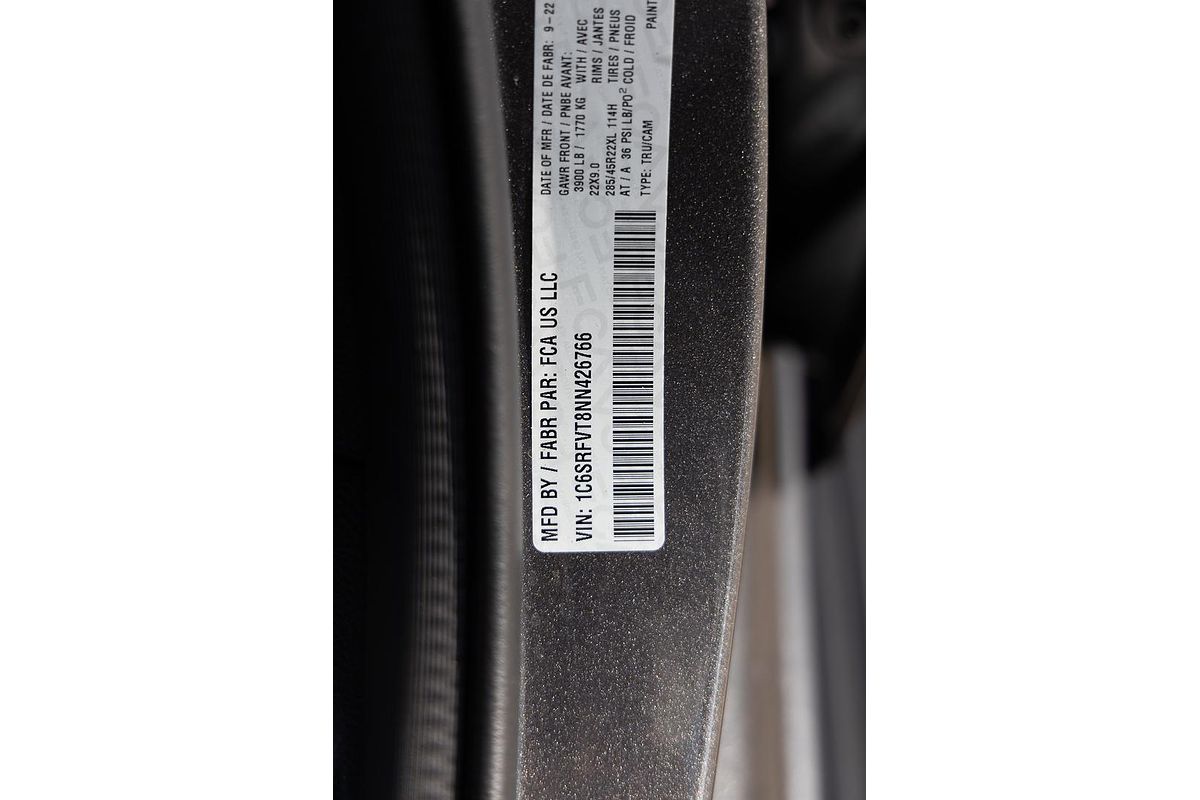 MFD BY / FABR PAR: FCA US LLC
DATE OF MFR / DATE DE FABR: 9-22
GAWR FRONT / PNBE AVANT:
3900 LB / 1770 KG WITH / AVEC
22X9.0 RIMS / JANTES
285/45R22XL 114H TIRES / PNEUS
AT / A 36 PSI LB/PO² COLD / FROID
TYPE: TRU/CAM PAINT
VIN: 1C6SRFVT8NN426766